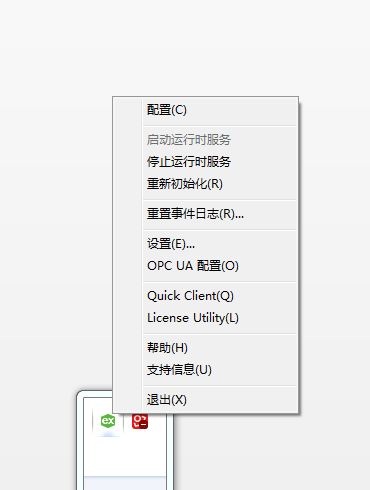 配置(C)
启动运行时服务
停止运行时服务
重新初始化(R)
重置事件日志(R)...
设置(E)...
OPC UA 配置(O)
Quick Client(Q)
License Utility(L)
帮助(H)
支持信息(U)
退出(X)
ex